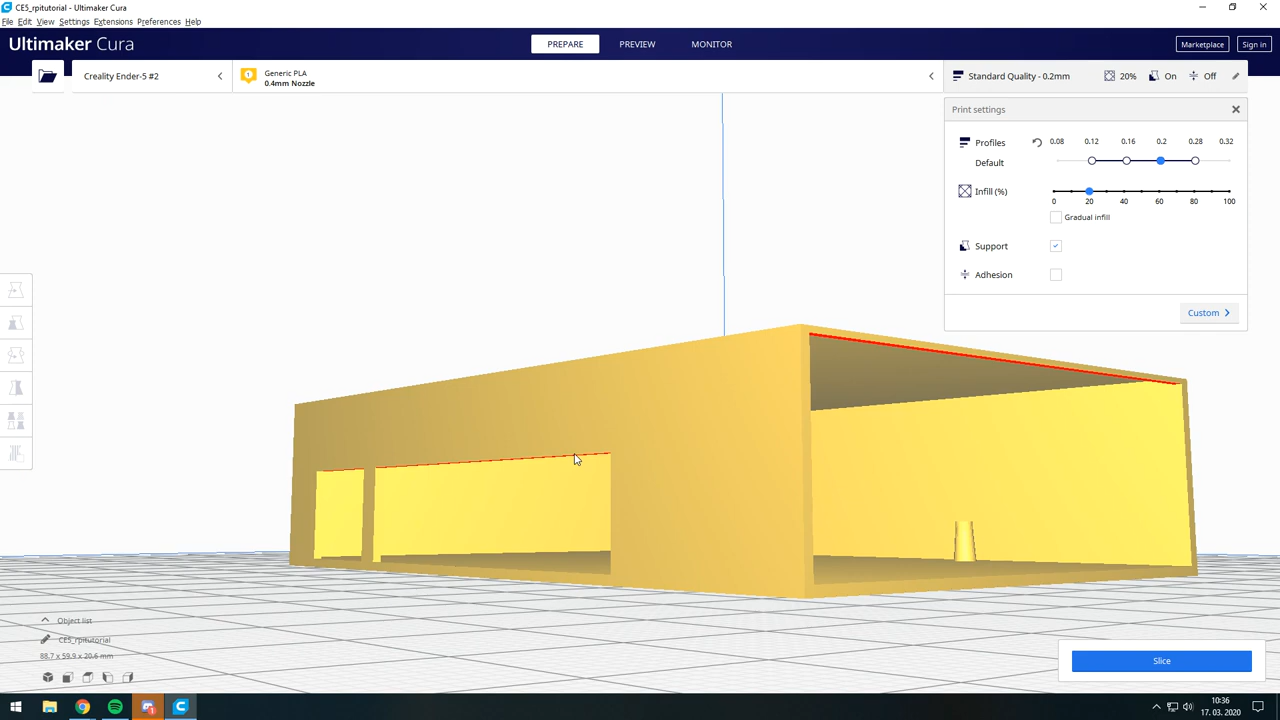 CE5_rpitutorial - Ultimaker Cura
File Edit View Settings Extensions Preferences Help
Ultimaker Cura
PREPARE PREVIEW MONITOR
Marketplace Sign in
Creality Ender-5 #2
1
Generic PLA
0.4mm Nozzle
Standard Quality - 0.2mm 20% On Off
Print settings
Profiles 0.08 0.12 0.16 0.2 0.28 0.32
Default
Infill (%)
0 20 40 60 80 100
Gradual infill
Support
Adhesion
Custom
Object list
CE5_rpitutorial
88.7 x 59.9 x 20.6 mm
Slice
10:36
17. 03. 2020